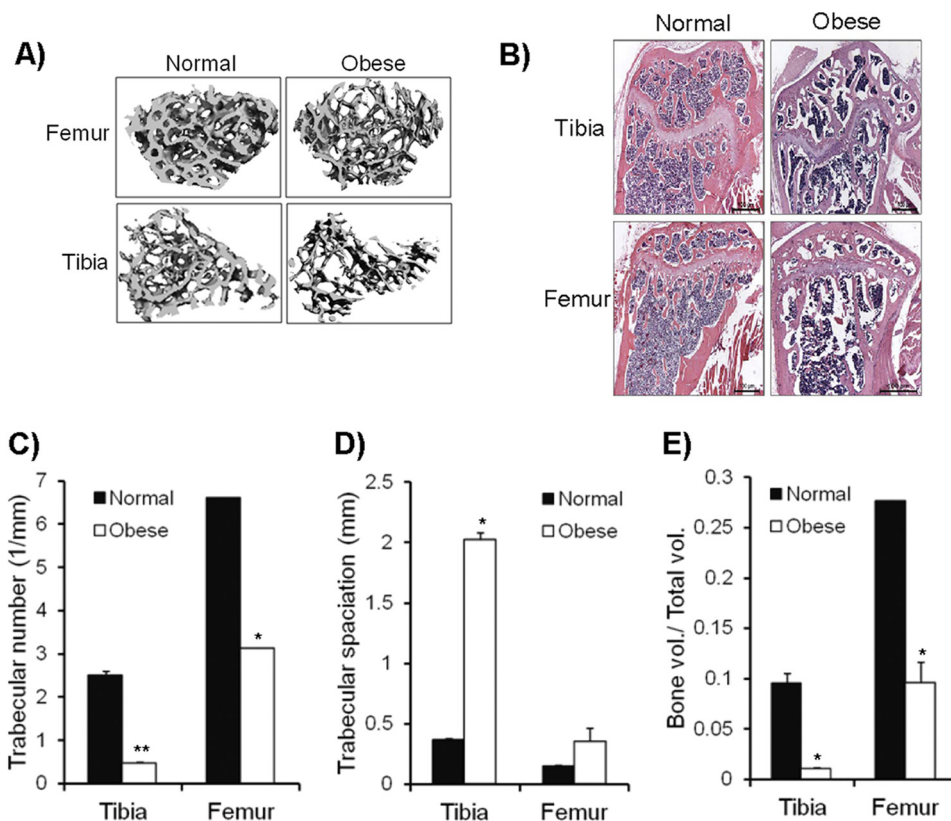 A)
Normal
Obese
Femur
Tibia
B)
Normal
Obese
Tibia
Femur
C)
Trabecular number (1/mm)
7
6
5
4
3
2
1
0
Normal
Obese
**
*
Tibia
Femur
D)
Trabecular spaciation (mm)
2.5
2
1.5
1
0.5
0
*
Normal
Obese
Tibia
Femur
E)
Bone vol./ Total vol.
0.3
0.25
0.2
0.15
0.1
0.05
0
Normal
Obese
*
*
Tibia
Femur